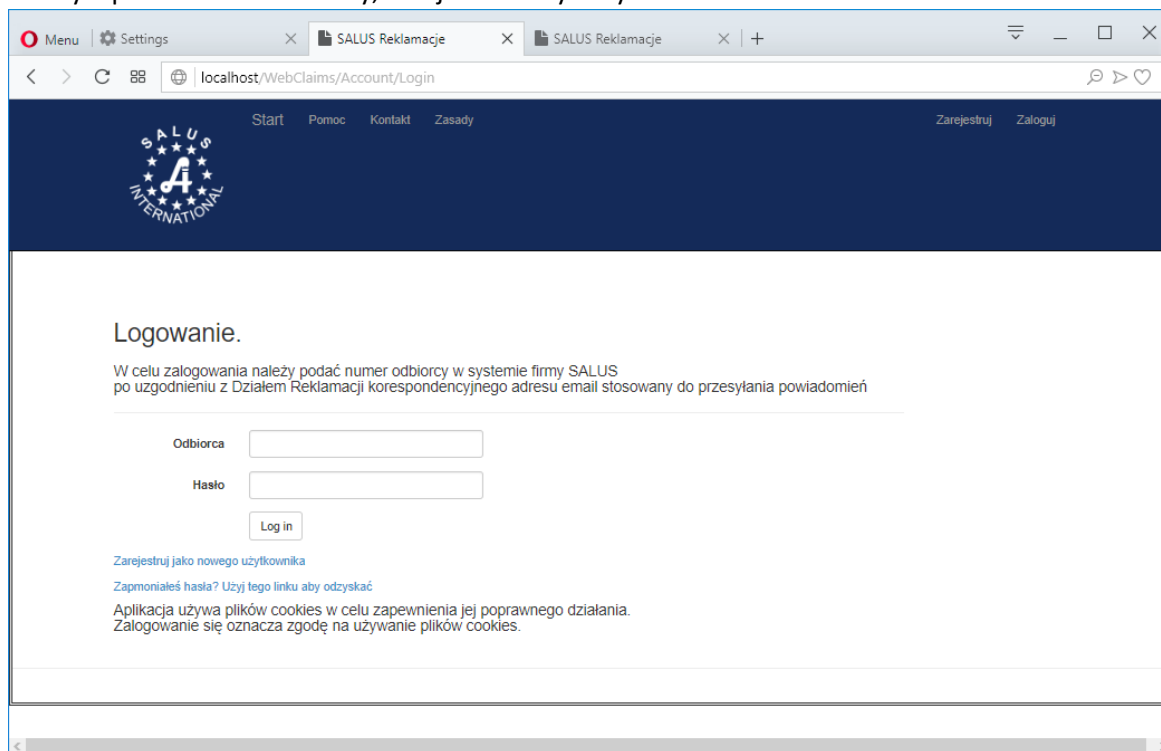 Menu Settings SALUS Reklamacje SALUS Reklamacje
localhost/WebClaims/Account/Login
SALUS INTERNATIONAL
Start Pomoc Kontakt Zasady Zarejestruj Zaloguj
Logowanie.
W celu zalogowania należy podać numer odbiorcy w systemie firmy SALUS
po uzgodnieniu z Działem Reklamacji korespondencyjnego adresu email stosowany do przesyłania powiadomień
Odbiorca
Hasło
Log in
Zarejestruj jako nowego użytkownika
Zapmoniałeś hasła? Użyj tego linku aby odzyskać
Aplikacja używa plików cookies w celu zapewnienia jej poprawnego działania.
Zalogowanie się oznacza zgodę na używanie plików cookies.